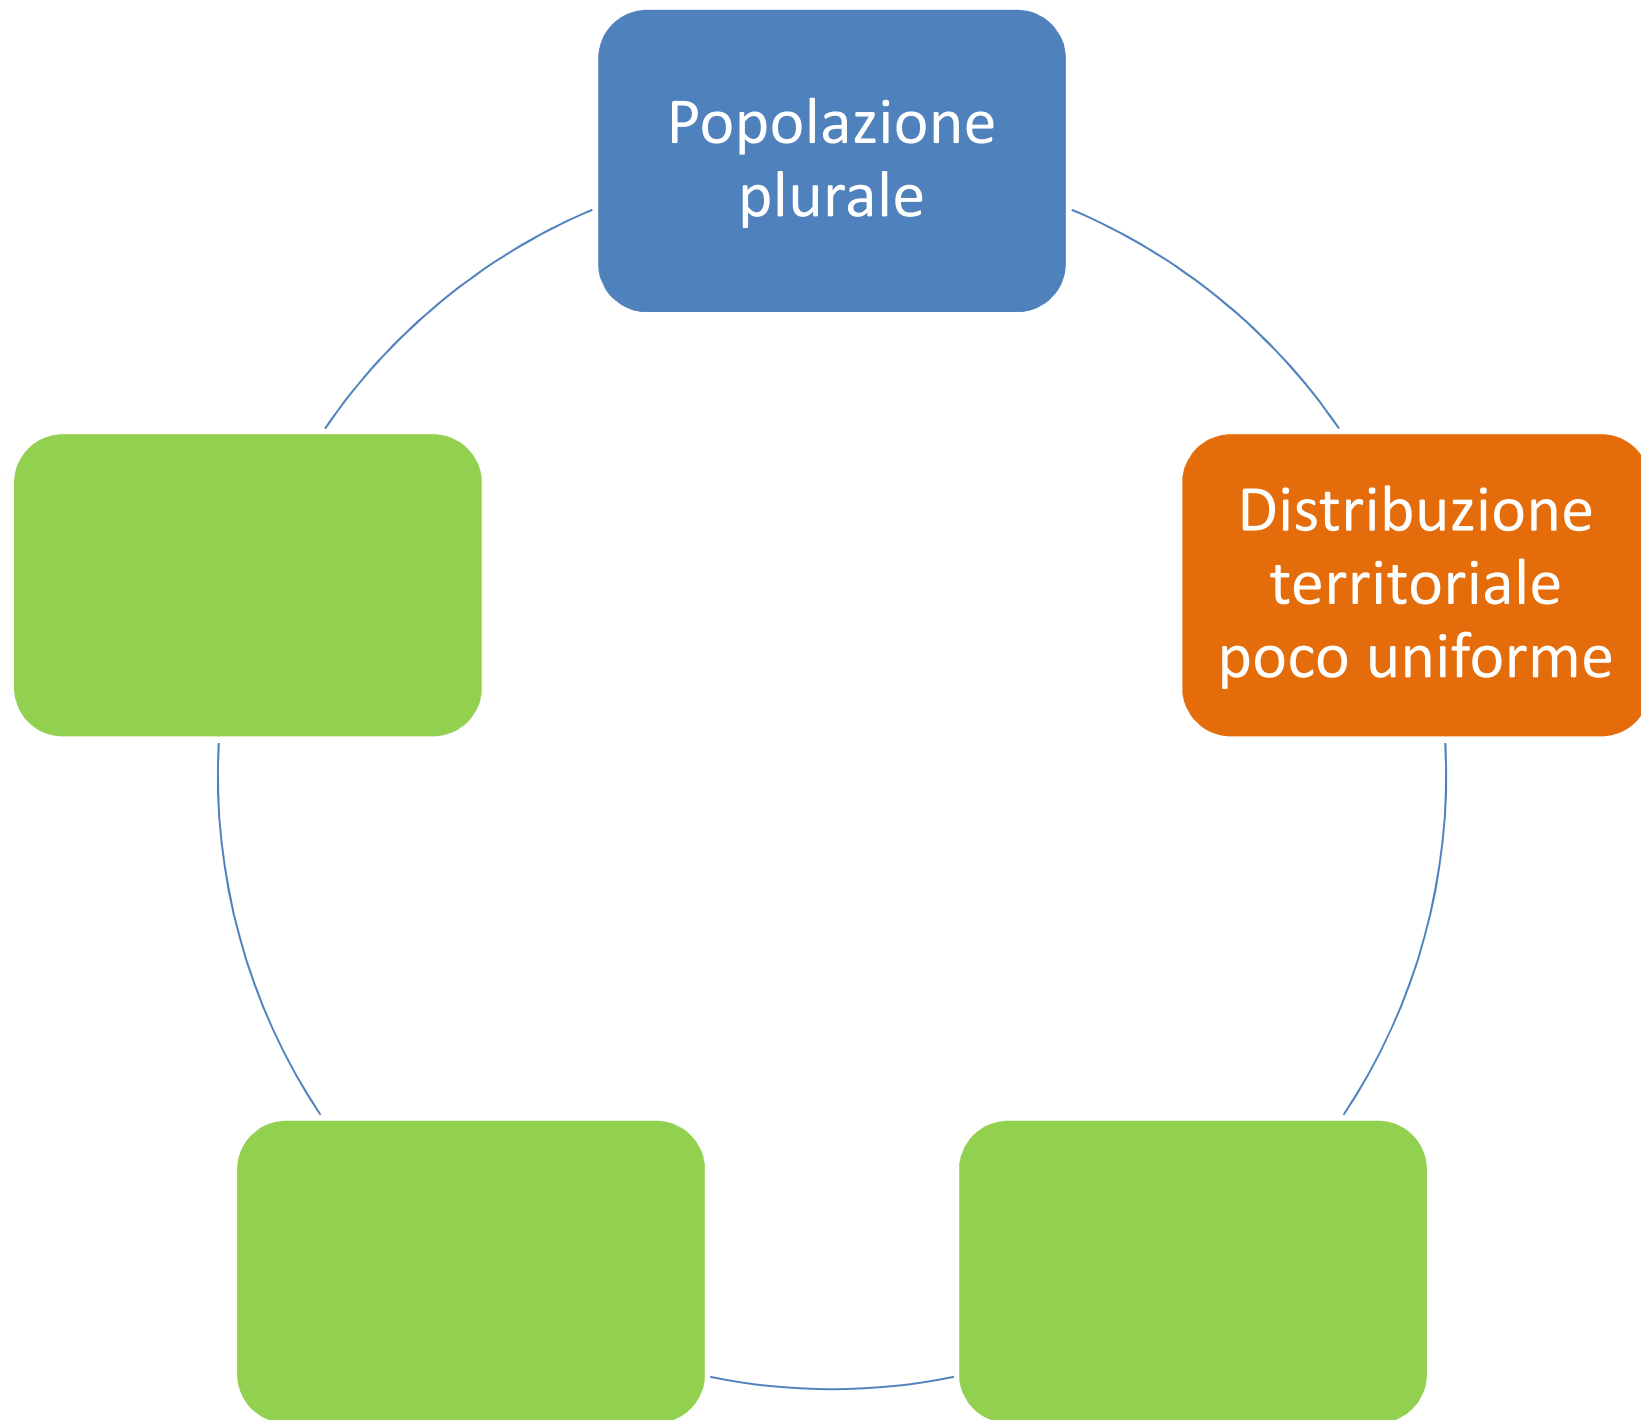 Popolazione
plurale
Distribuzione
territoriale
poco uniforme